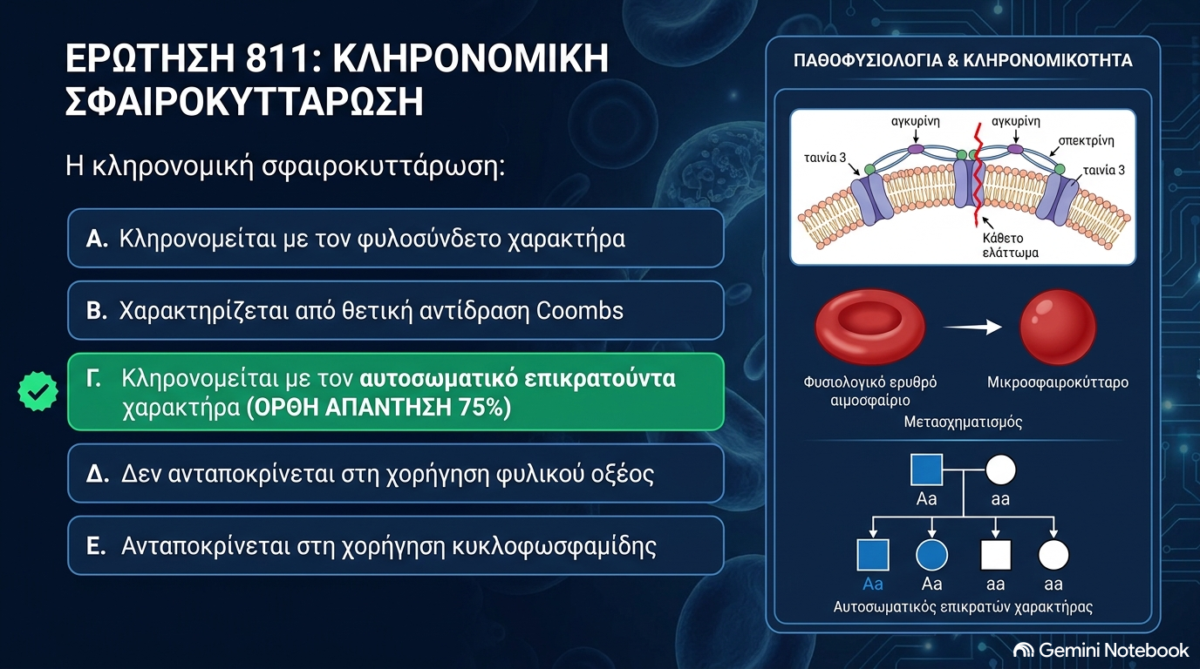 ΕΡΩΤΗΣΗ 811: ΚΛΗΡΟΝΟΜΙΚΗ
ΣΦΑΙΡΟΚΥΤΤΑΡΩΣΗ
Η κληρονομική σφαιροκυττάρωση:
Α. Κληρονομείται με τον φυλοσύνδετο χαρακτήρα
Β. Χαρακτηρίζεται από θετική αντίδραση Coombs
Γ. Κληρονομείται με τον αυτοσωματικό επικρατούντα
χαρακτήρα (ΟΡΘΗ ΑΠΑΝΤΗΣΗ 75%)
Δ. Δεν ανταποκρίνεται στη χορήγηση φυλικού οξέος
Ε. Ανταποκρίνεται στη χορήγηση κυκλοφωσφαμίδης
ΠΑΘΟΦΥΣΙΟΛΟΓΙΑ & ΚΛΗΡΟΝΟΜΙΚΟΤΗΤΑ
αγκυρίνη αγκυρίνη
σπεκτρίνη
ταινία 3
ταινία 3
Κάθετο
ελάττωμα
Φυσιολογικό ερυθρό
αιμοσφαίριο
Μικροσφαιροκύτταρο
Μετασχηματισμός
Aa aa
Aa Aa aa aa
Αυτοσωματικός επικρατών χαρακτήρας
Gemini Notebook